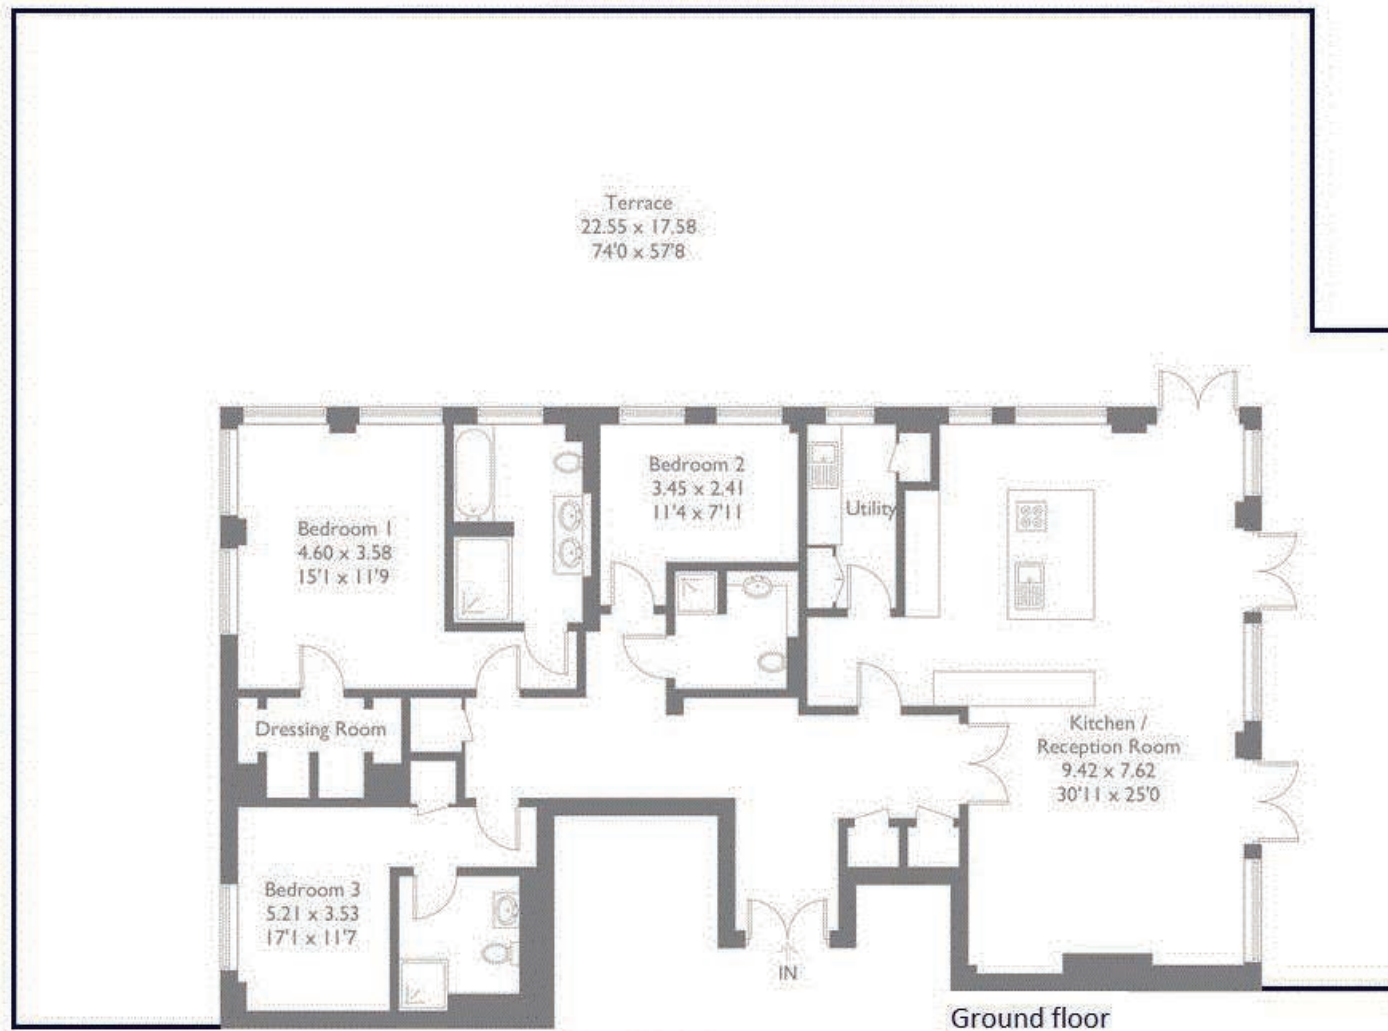 Terrace
22.55 x 17.58
74'0 x 57'8
Bedroom 1
4.60 x 3.58
15'1 x 11'9
Bedroom 2
3.45 x 2.41
11'4 x 7'11
Utility
Dressing Room
Kitchen /
Reception Room
9.42 x 7.62
30'11 x 25'0
Bedroom 3
5.21 x 3.53
17'1 x 11'7
IN
Ground floor